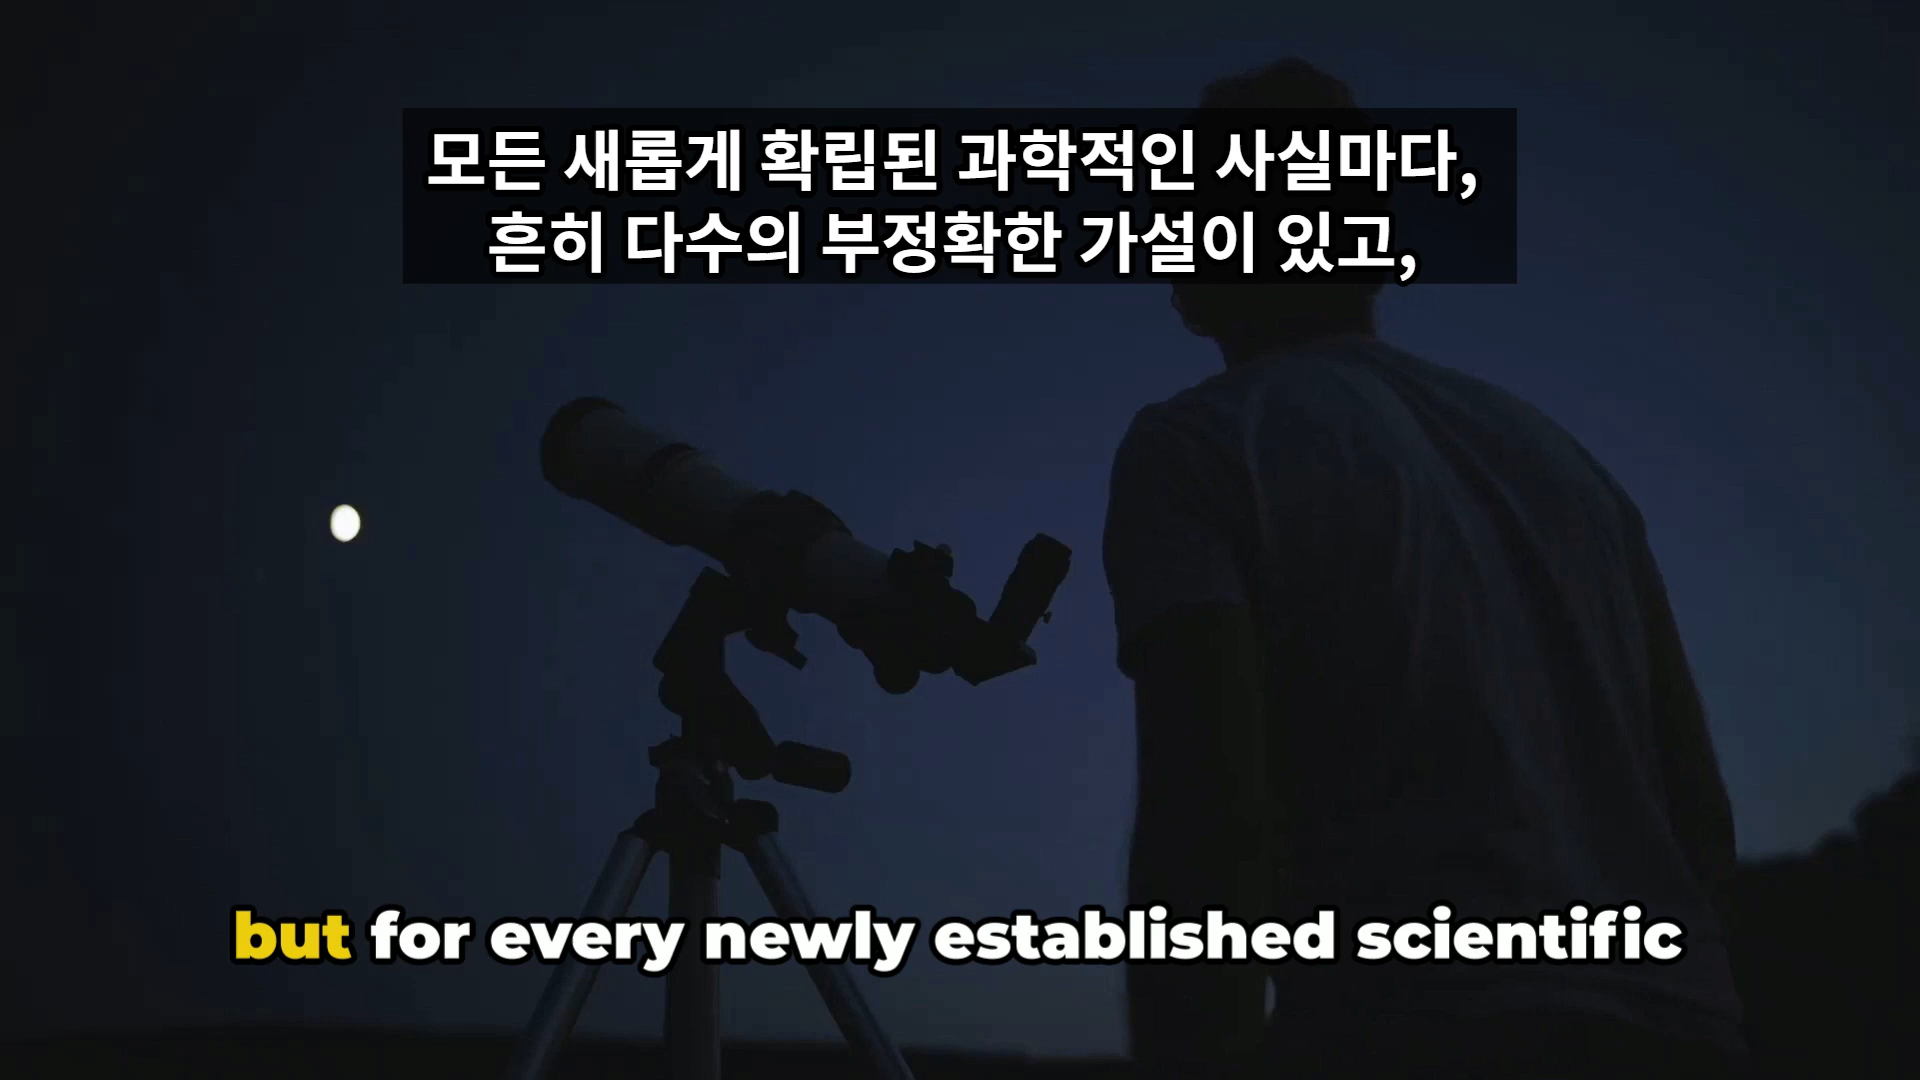 모든 새롭게 확립된 과학적인 사실마다,
흔히 다수의 부정확한 가설이 있고,
but for every newly established scientific